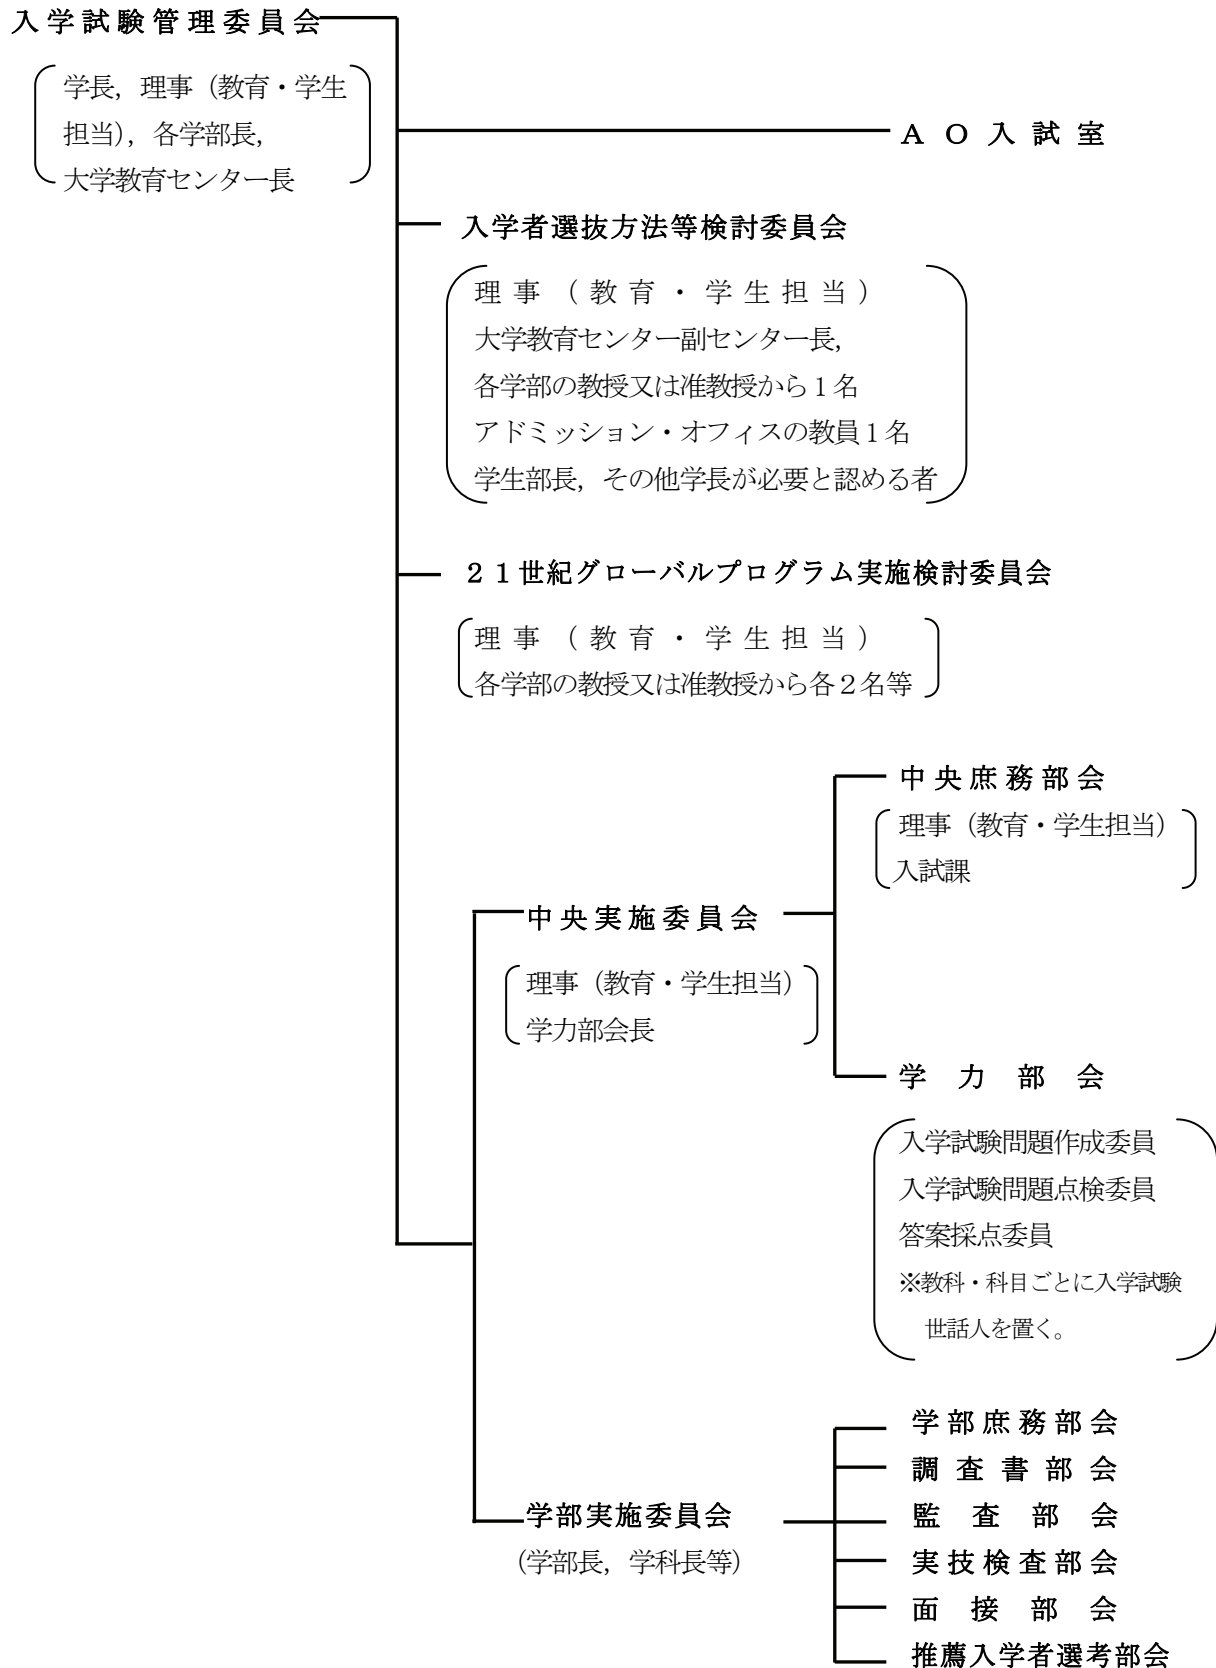 入学試験管理委員会
学長，理事（教育・学生
担当），各学部長，
大学教育センター長
ＡＯ入試室
入学者選抜方法等検討委員会
理事（教育・学生担当）
大学教育センター副センター長，
各学部の教授又は准教授から１名
アドミッション・オフィスの教員１名
学生部長，その他学長が必要と認める者
２１世紀グローバルプログラム実施検討委員会
理事（教育・学生担当）
各学部の教授又は准教授から各２名等
中央庶務部会
理事（教育・学生担当）
入試課
中央実施委員会
理事（教育・学生担当）
学力部会長
学力部会
入学試験問題作成委員
入学試験問題点検委員
答案採点委員
※教科・科目ごとに入学試験
世話人を置く。
学部実施委員会
（学部長，学科長等）
学部庶務部会
調査書部会
監査部会
実技検査部会
面接部会
推薦入学者選考部会